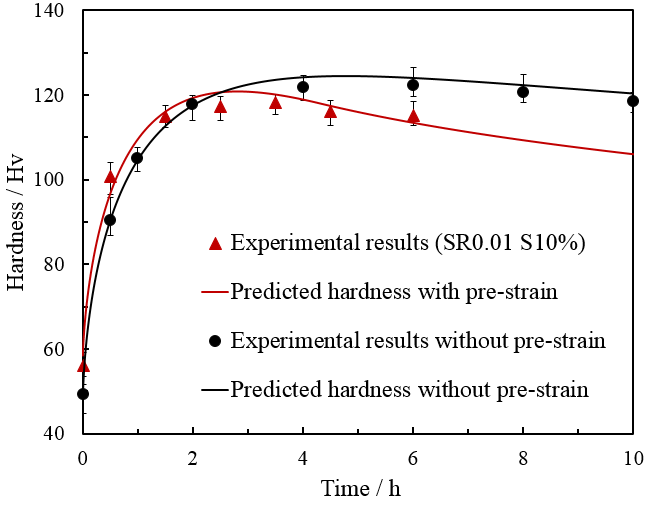 140
120
100
80
60
40
Hardness / Hv
Experimental results (SR0.01 S10%)
Predicted hardness with pre-strain
Experimental results without pre-strain
Predicted hardness without pre-strain
0 2 4 6 8 10
Time / h